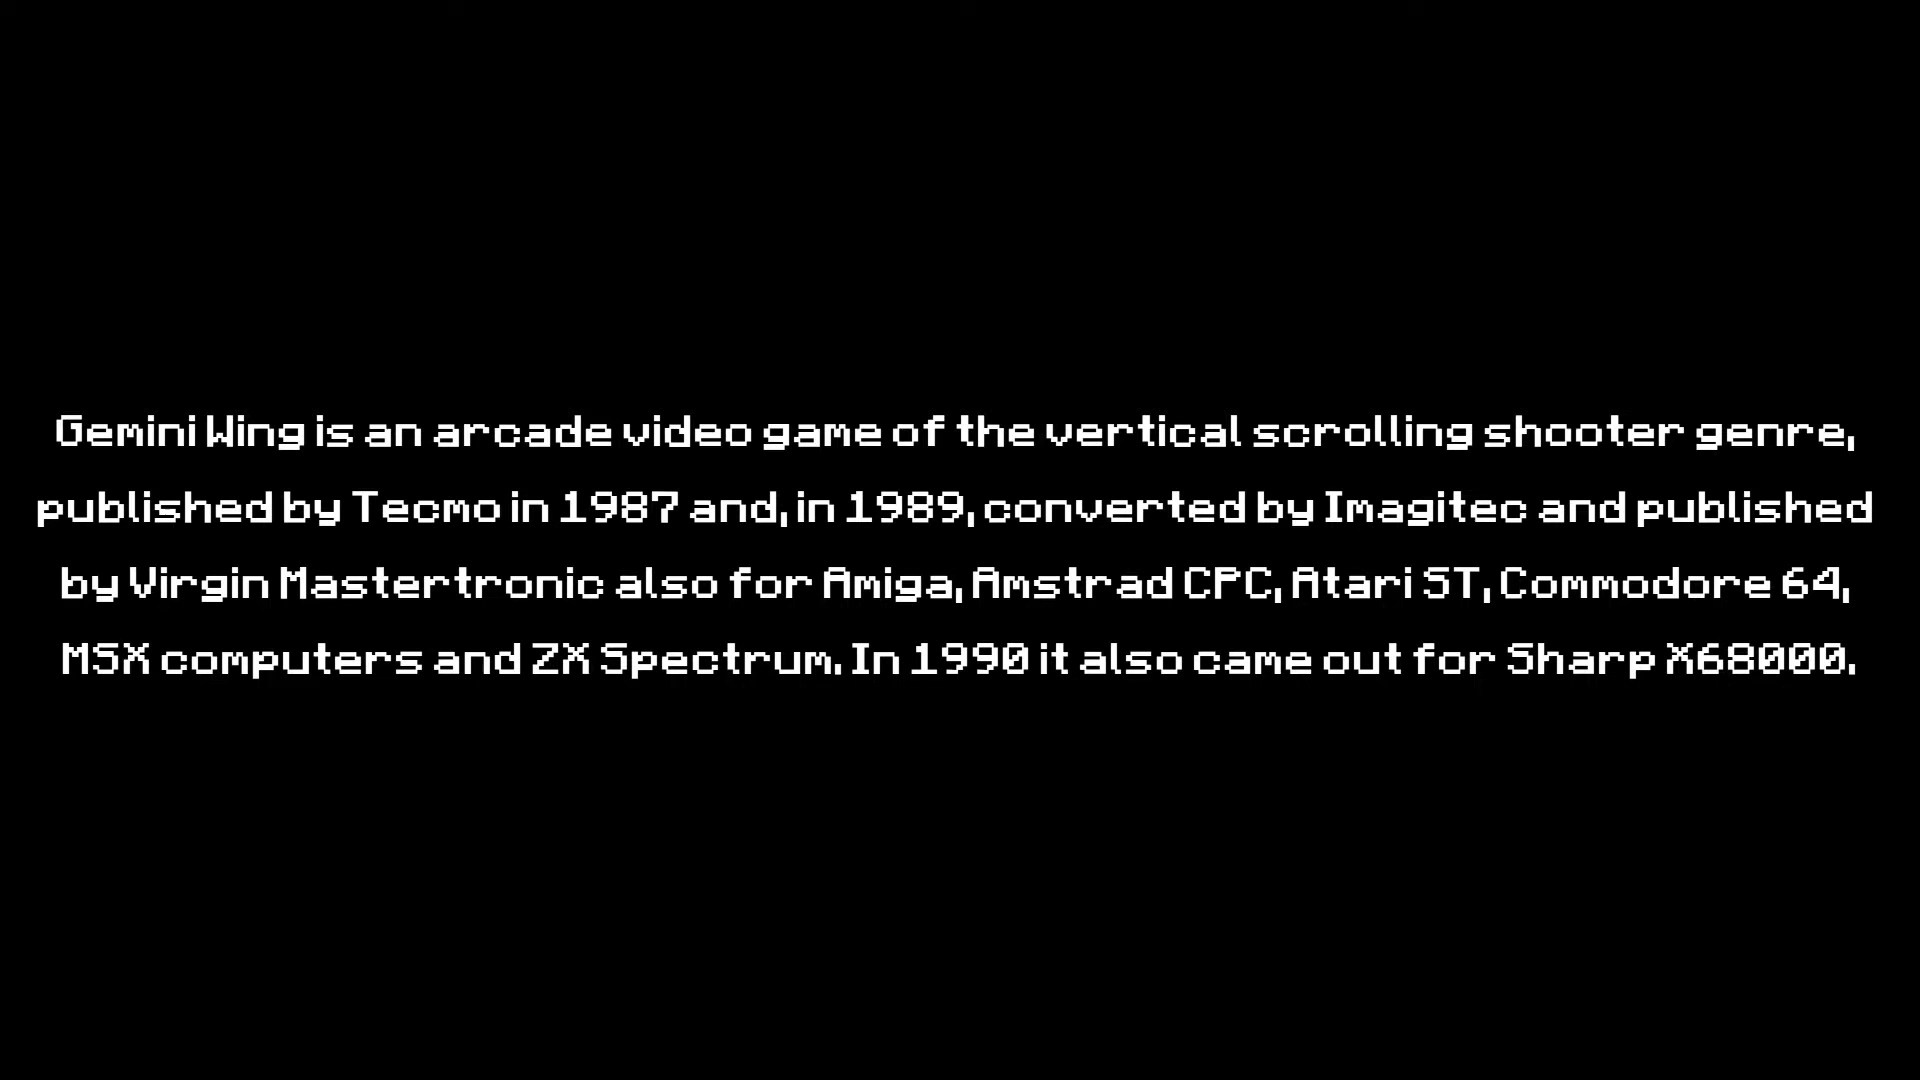 Gemini Wing is an arcade video game of the vertical scrolling shooter genre,
published by Tecmo in 1987 and, in 1989, converted by Imagitec and published
by Virgin Mastertronic also for Amiga, Amstrad CPC, Atari ST, Commodore 64,
MSX computers and ZX Spectrum. In 1990 it also came out for Sharp X68000.